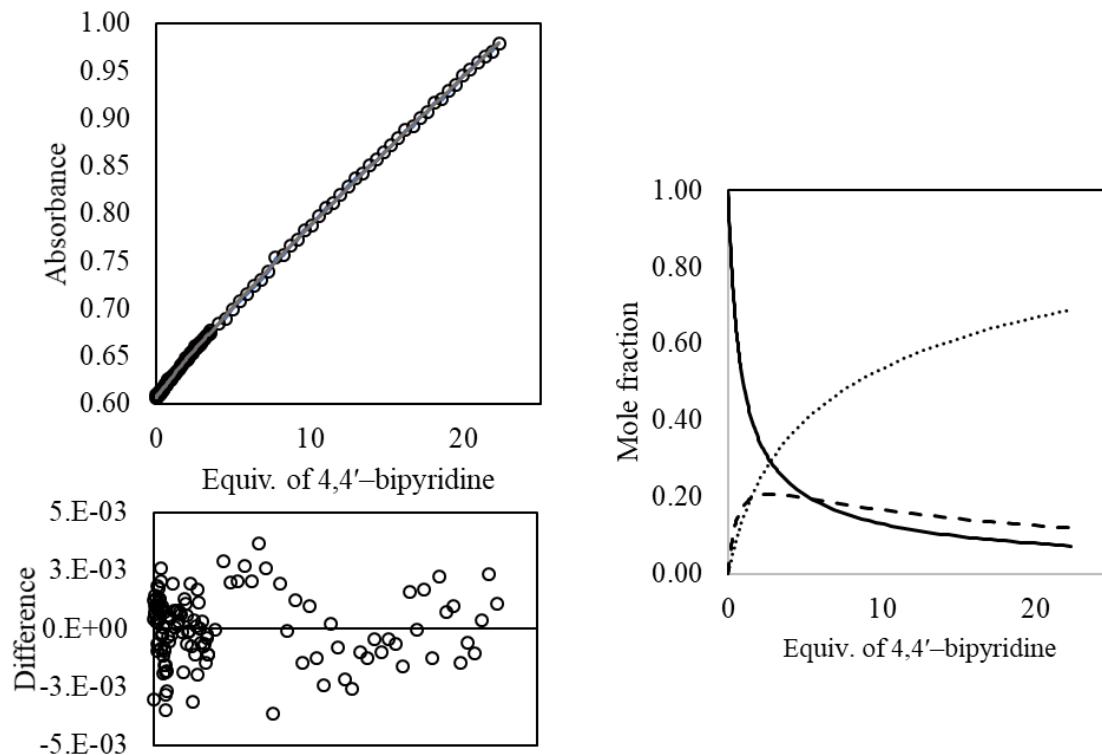 1.00
0.95
0.90
0.85
0.80
0.75
0.70
0.65
0.60
Absorbance
0 10 20
Equiv. of 4,4′–bipyridine
5.E-03
3.E-03
0.E+00
-3.E-03
-5.E-03
Difference
1.00
0.80
0.60
0.40
0.20
0.00
Mole fraction
0 10 20
Equiv. of 4,4′–bipyridine